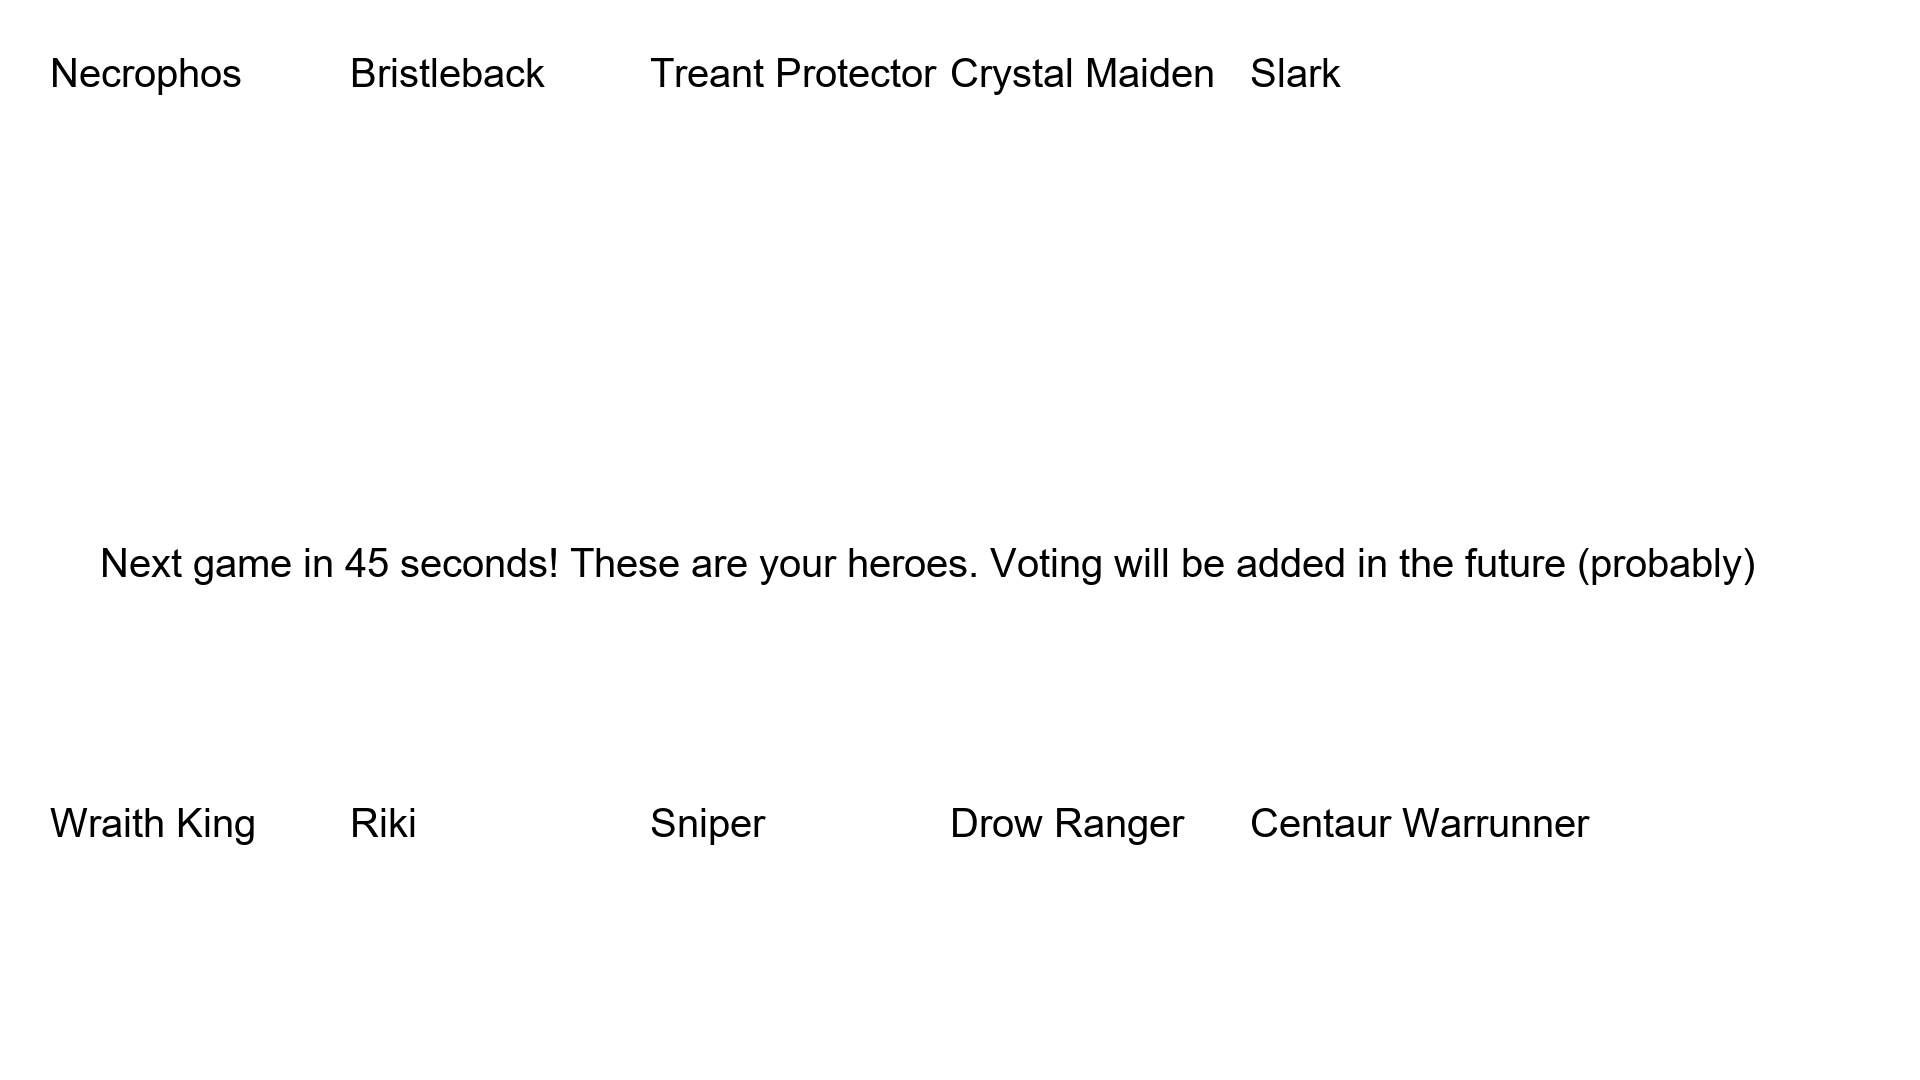 Necrophos Bristleback Treant Protector Crystal Maiden Slark
Next game in 45 seconds! These are your heroes. Voting will be added in the future (probably)
Wraith King Riki Sniper Drow Ranger Centaur Warrunner